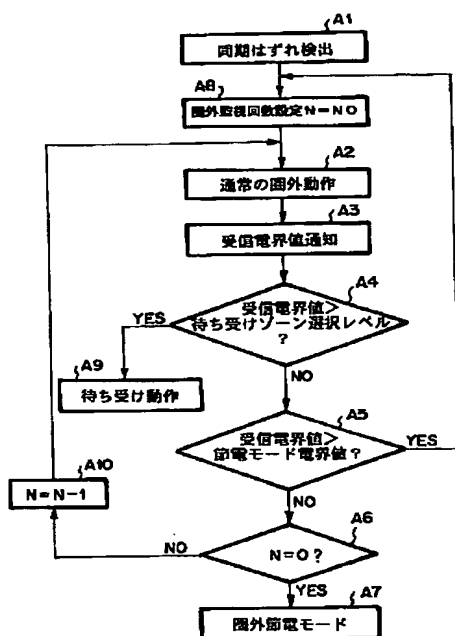 A1
同期はずれ検出
A8
圏外監視回数設定N=N0
A2
通常の圏外動作
A3
受信電界値通知
A4
受信電界値>
待ち受けゾーン選択レベル
?
YES
NO
A9
待ち受け動作
A5
受信電界値>
節電モード電界値?
YES
NO
A10
N=N-1
A6
N=0?
NO
YES
A7
圏外節電モード